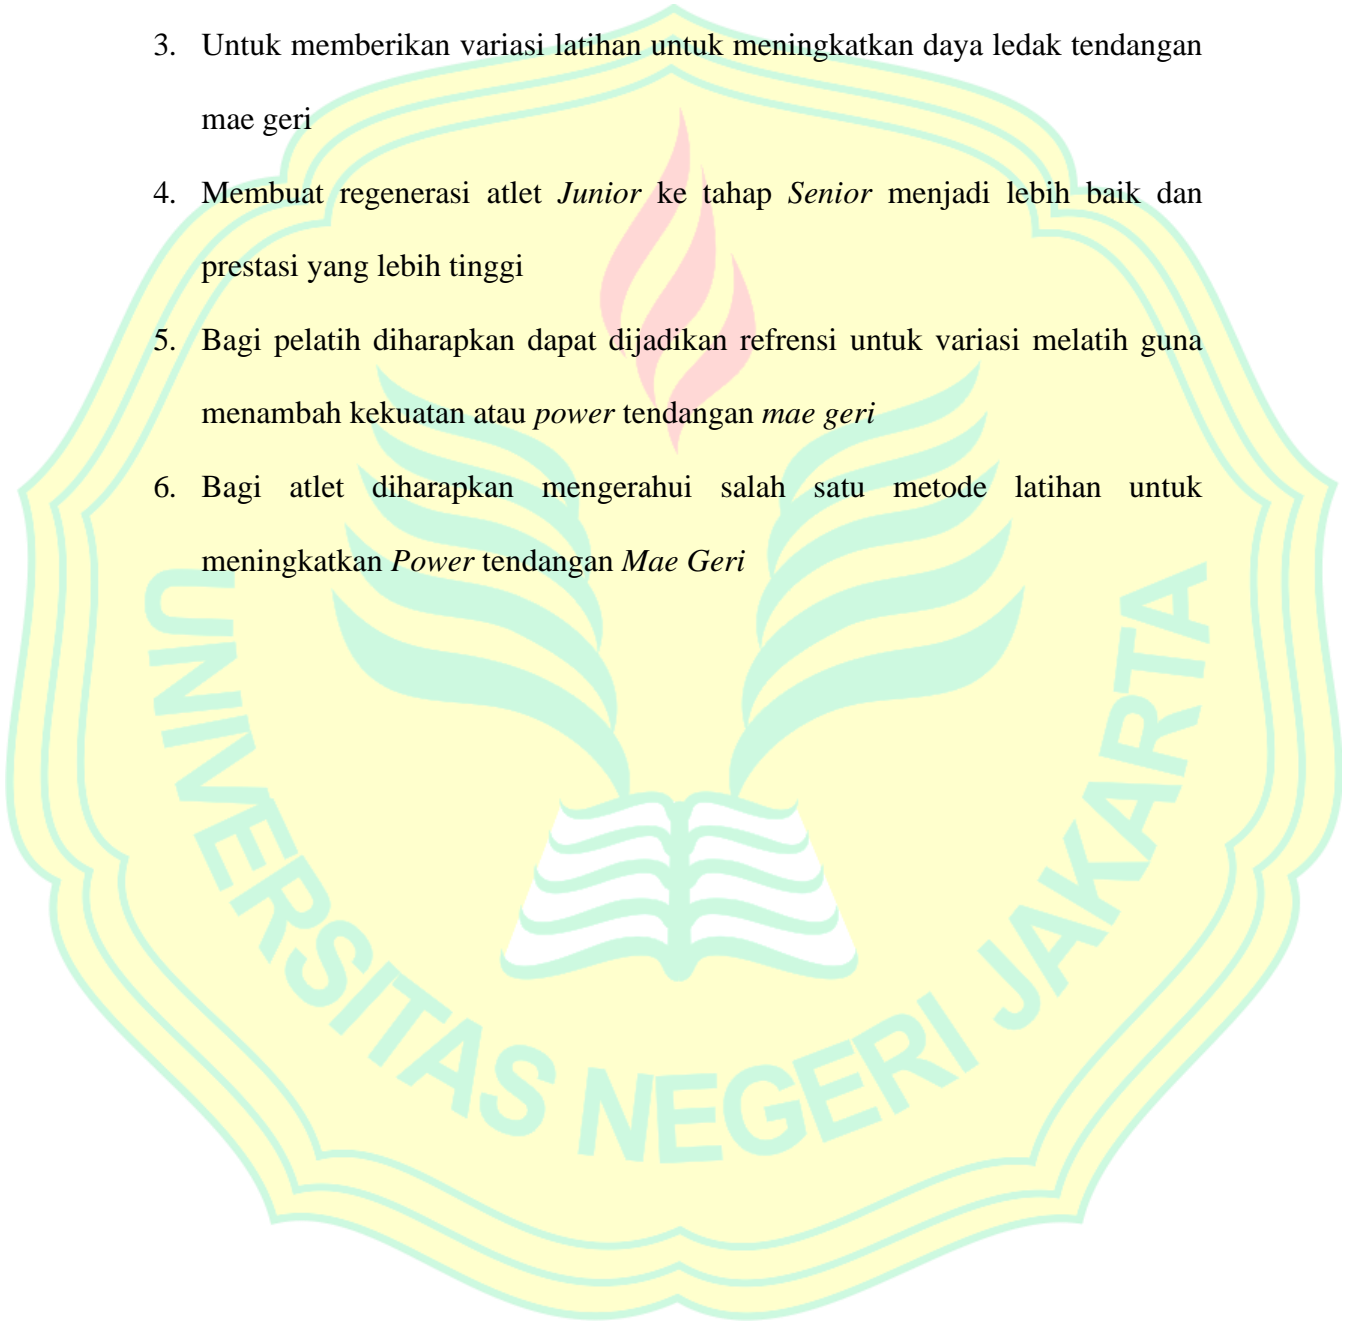 3. Untuk memberikan variasi latihan untuk meningkatkan daya ledak tendangan
mae geri
4. Membuat regenerasi atlet Junior ke tahap Senior menjadi lebih baik dan
prestasi yang lebih tinggi
5. Bagi pelatih diharapkan dapat dijadikan refrensi untuk variasi melatih guna
menambah kekuatan atau power tendangan mae geri
6. Bagi atlet diharapkan mengerahui salah satu metode latihan untuk
meningkatkan Power tendangan Mae Geri
UNIVERSITAS NEGERI JAKARTA